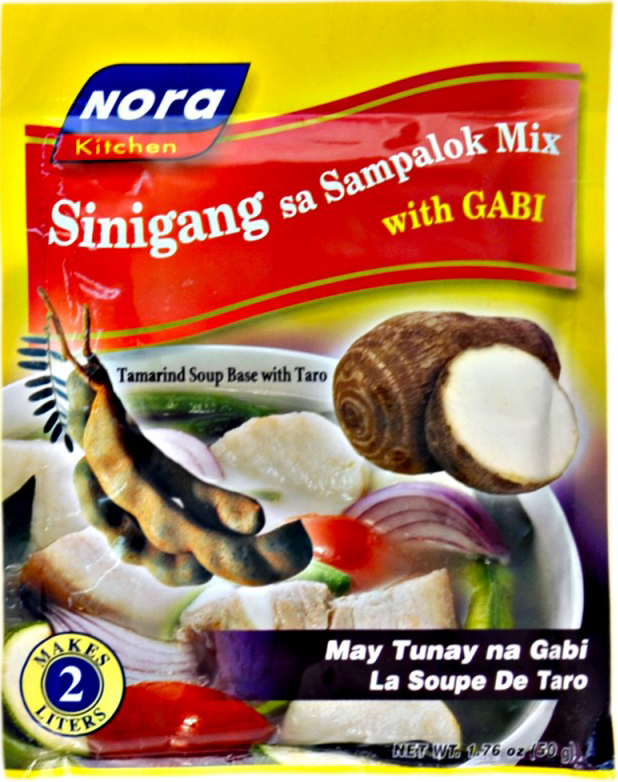 Nora
Kitchen
Sinigang sa Sampalok Mix
with GABI
Tamarind Soup Base with Taro
May Tunay na Gabi
La Soupe De Taro
MAKES
2
LITERS
NET WT. 1.76 oz (50 g)